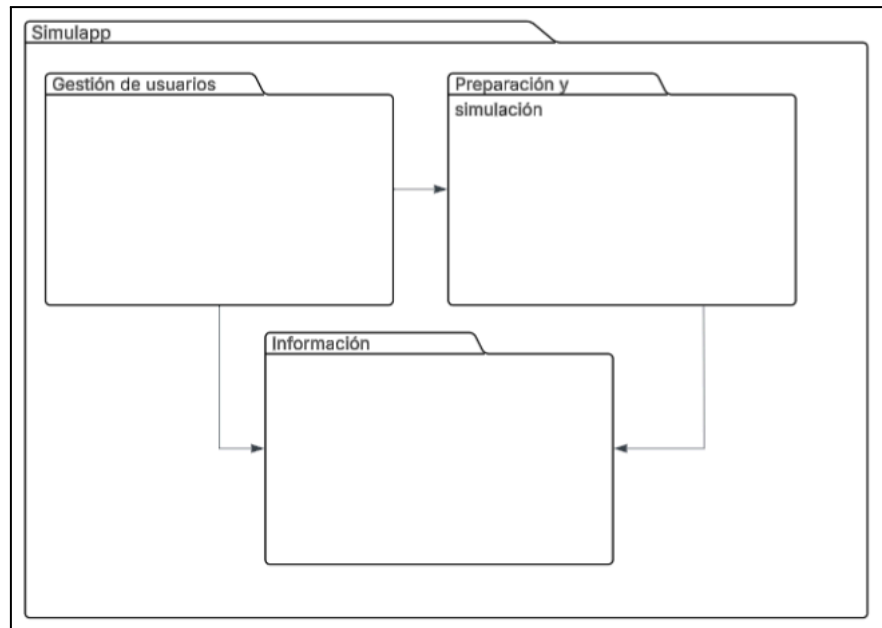 Simulapp
Gestión de usuarios
Preparación y
simulación
Información